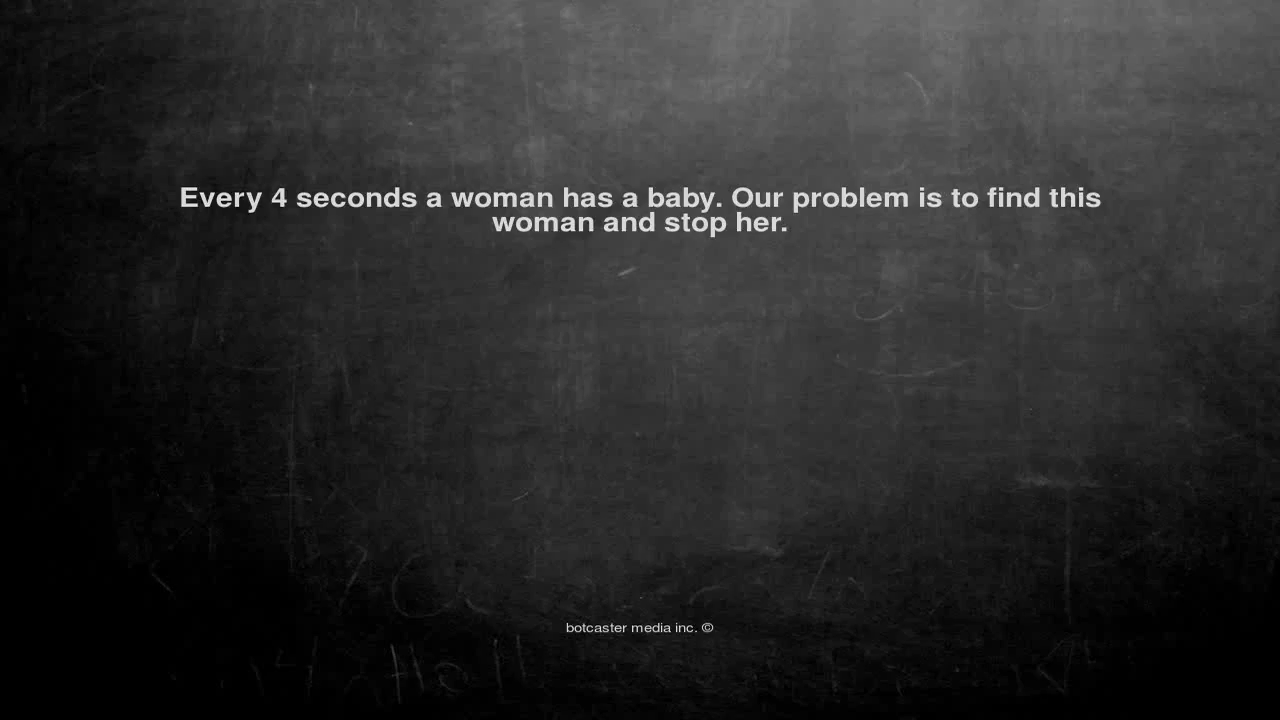 Every 4 seconds a woman has a baby. Our problem is to find this
woman and stop her.
botcaster media inc. ©